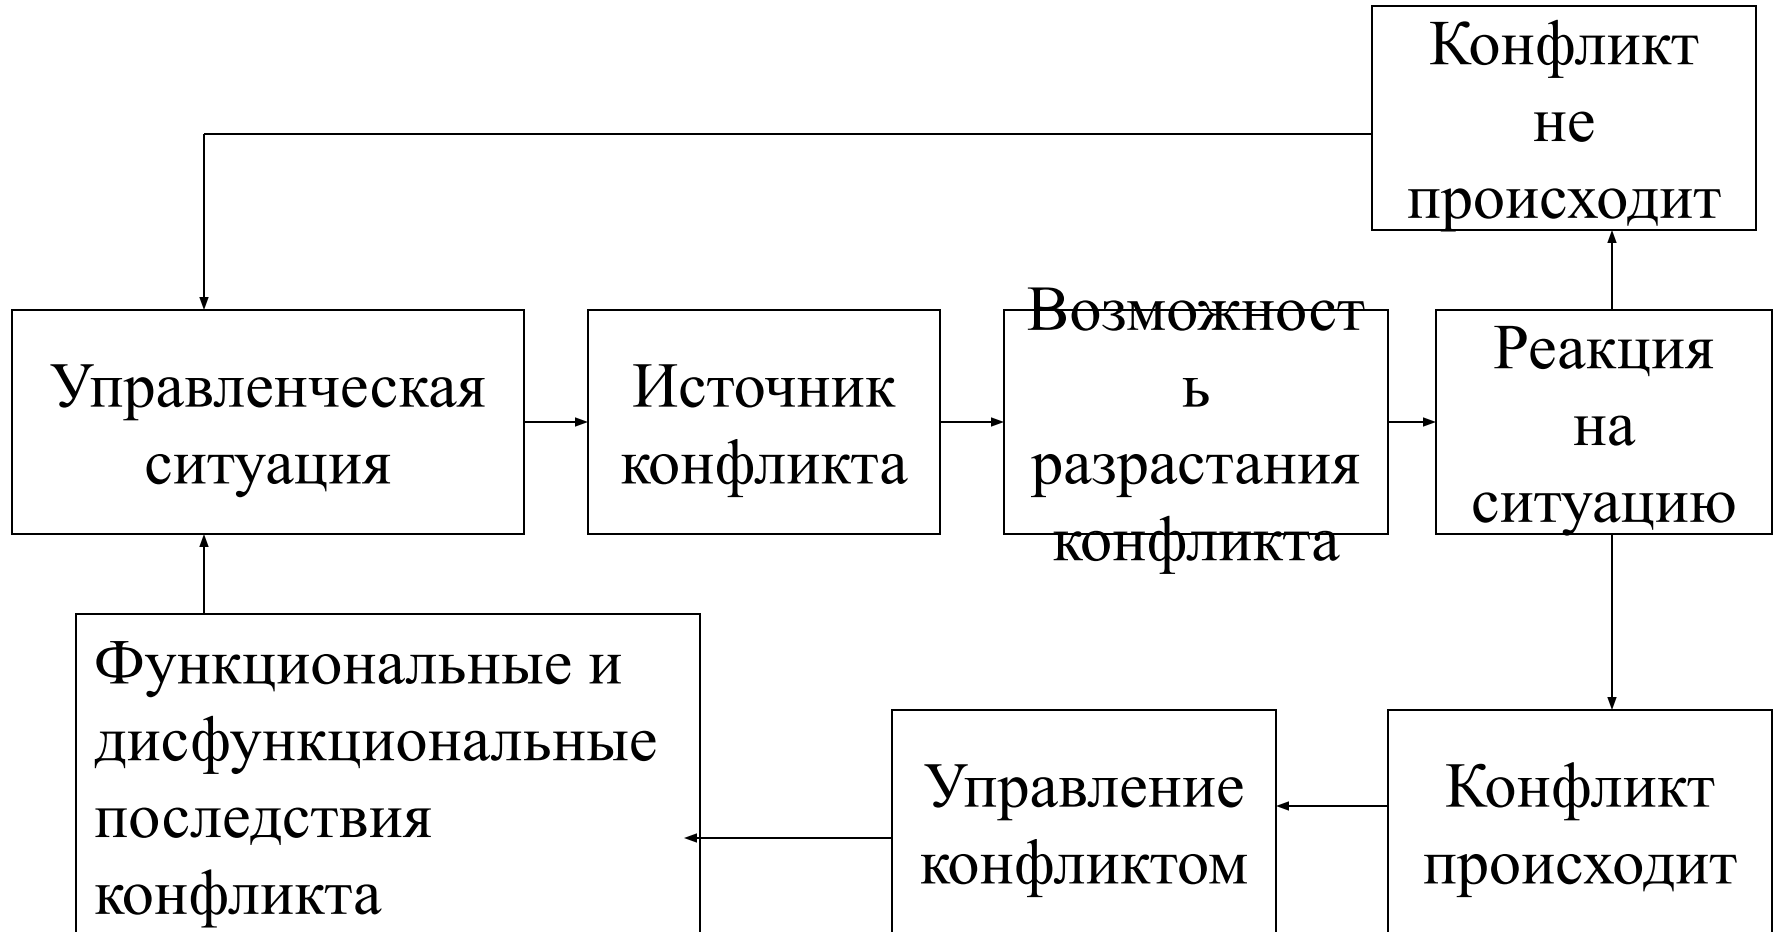 Конфликт
не
происходит
Управленческая
ситуация
Источник
конфликта
Возможност
ь
разрастания
конфликта
Реакция
на
ситуацию
Функциональные и
дисфункциональные
последствия
конфликта
Управление
конфликтом
Конфликт
происходит